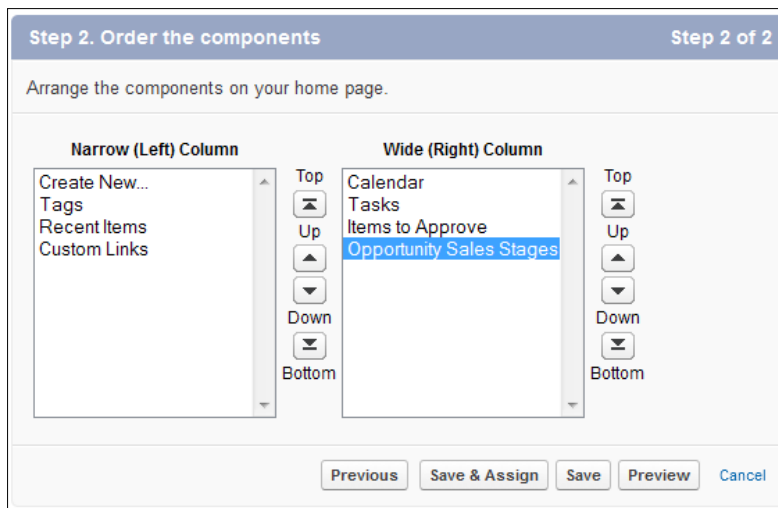 Step 2. Order the components Step 2 of 2
Arrange the components on your home page.
Narrow (Left) Column
Create New...
Tags
Recent Items
Custom Links
Top
Up
Down
Bottom
Wide (Right) Column
Calendar
Tasks
Items to Approve
Opportunity Sales Stages
Top
Up
Down
Bottom
Previous Save & Assign Save Preview Cancel